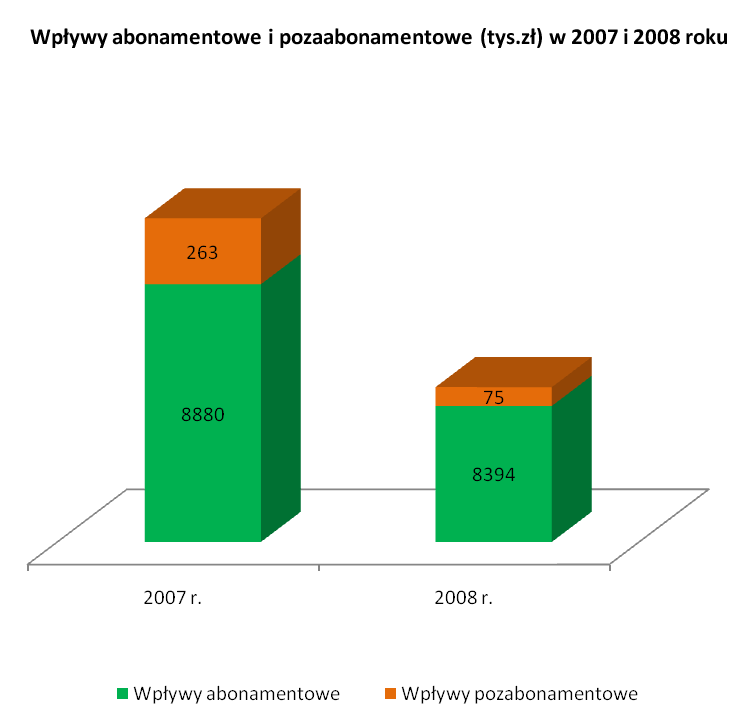 Wpływy abonamentowe i pozaabonamentowe (tys.zł) w 2007 i 2008 roku
263
8880
75
8394
2007 r.
2008 r.
Wpływy abonamentowe
Wpływy pozabonamentowe